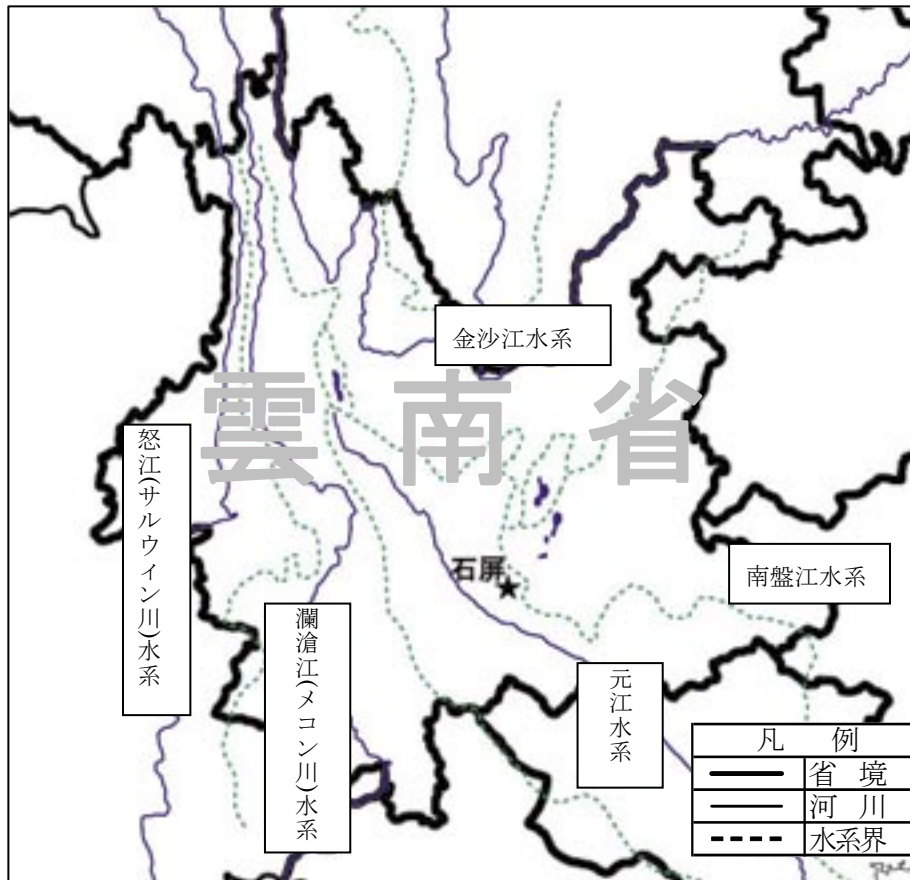 金沙江水系
雲南省
怒江(サルウィン川)水系
石屏
南盤江水系
瀾滄江(メコン川)水系
元江水系
凡　例
省　境
河　川
水系界